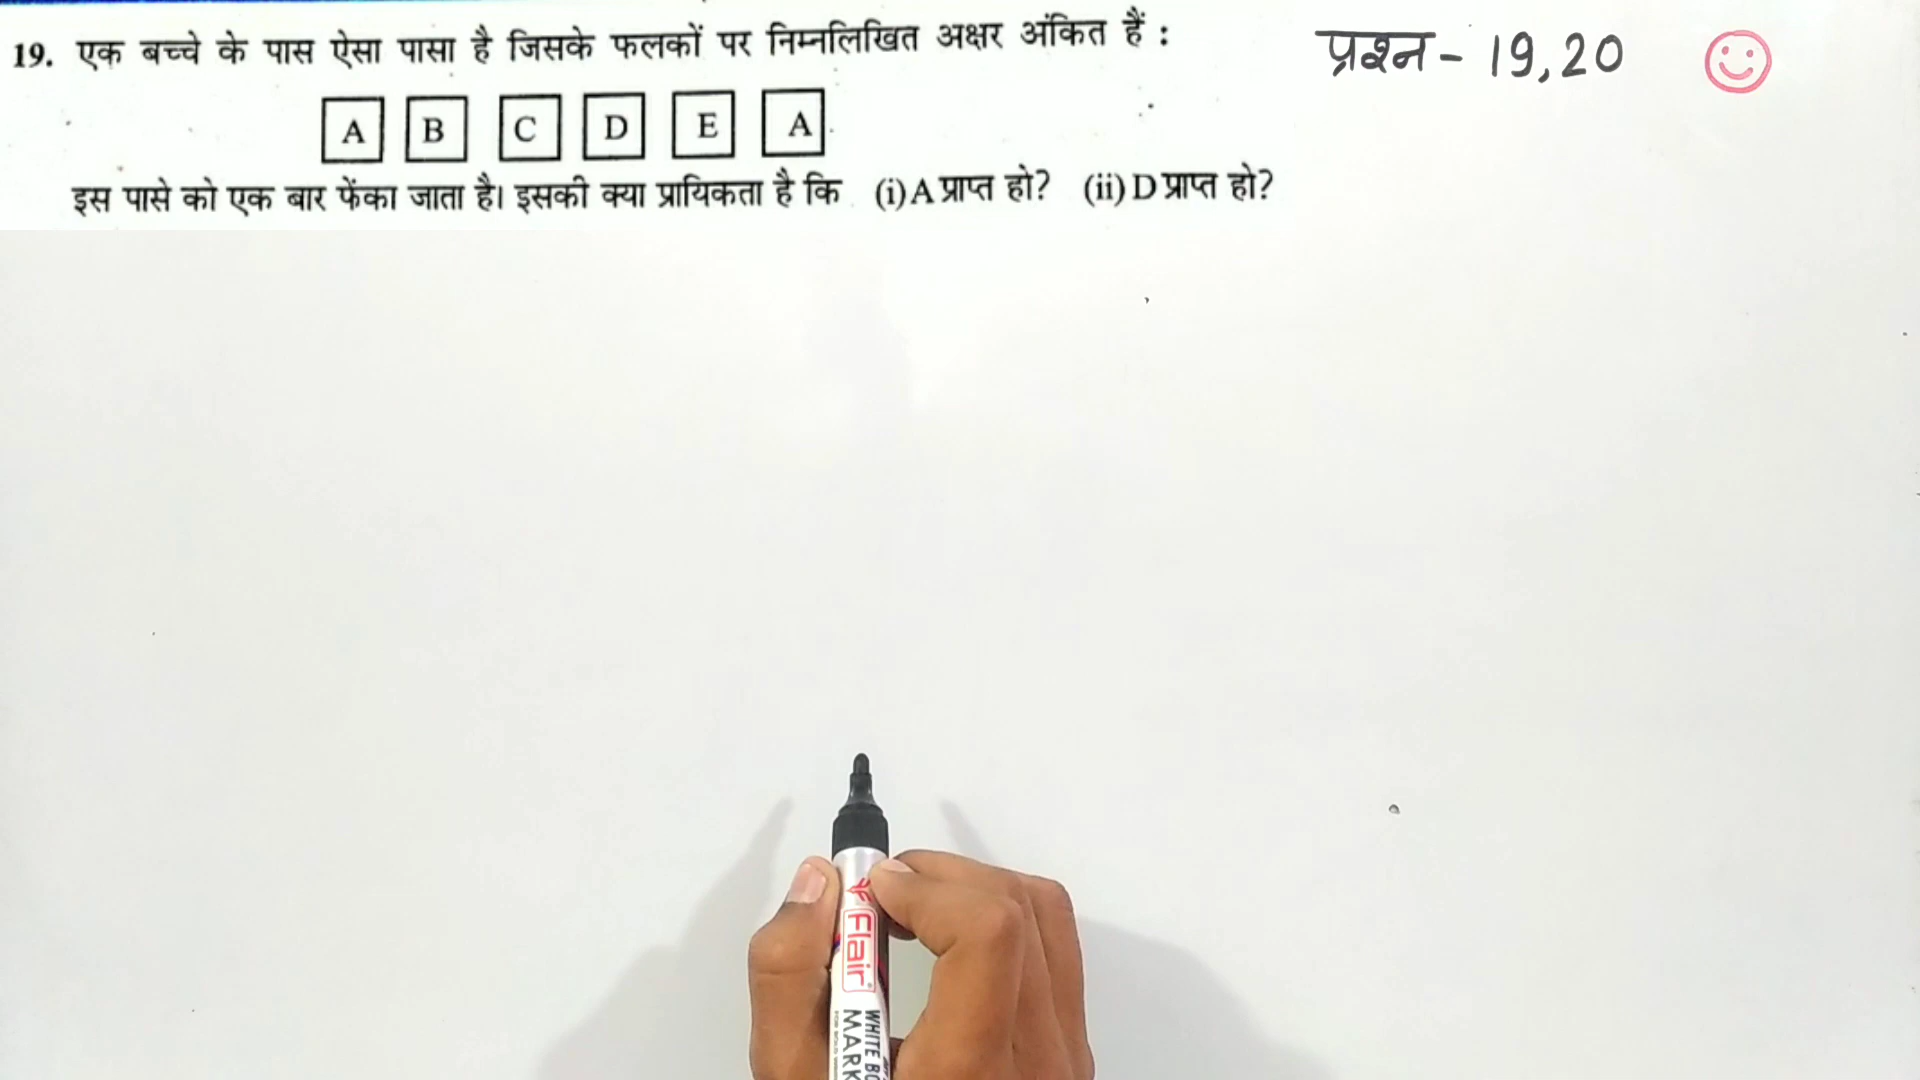 19. एक बच्चे के पास ऐसा पासा है जिसके फलकों पर निम्नलिखित अक्षर अंकित हैं :
प्रश्न - 19,20
A B C D E A
इस पासे को एक बार फेंका जाता है। इसकी क्या प्रायिकता है कि (i) A प्राप्त हो? (ii) D प्राप्त हो?
Flair
WHITE BO
MARK